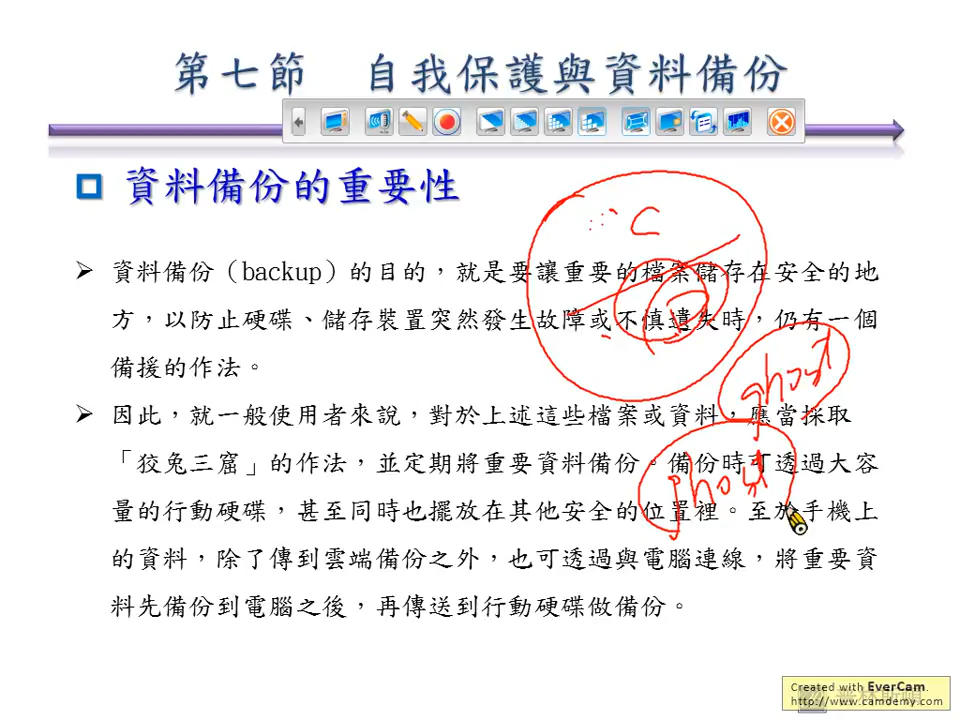 第七節 自我保護與資料備份
資料備份的重要性
C
資料備份（backup）的目的，就是要讓重要的檔案儲存在安全的地
方，以防止硬碟、儲存裝置突然發生故障或不慎遺失時，仍有一個
備援的作法。
ghost
因此，就一般使用者來說，對於上述這些檔案或資料，應當採取
「狡兔三窟」的作法，並定期將重要資料備份。備份時可透過大容
ghost
量的行動硬碟，甚至同時也擺放在其他安全的位置裡。至於手機上
的資料，除了傳到雲端備份之外，也可透過與電腦連線，將重要資
料先備份到電腦之後，再傳送到行動硬碟做備份。
Created with EverCam.
http://www.camdemy.com